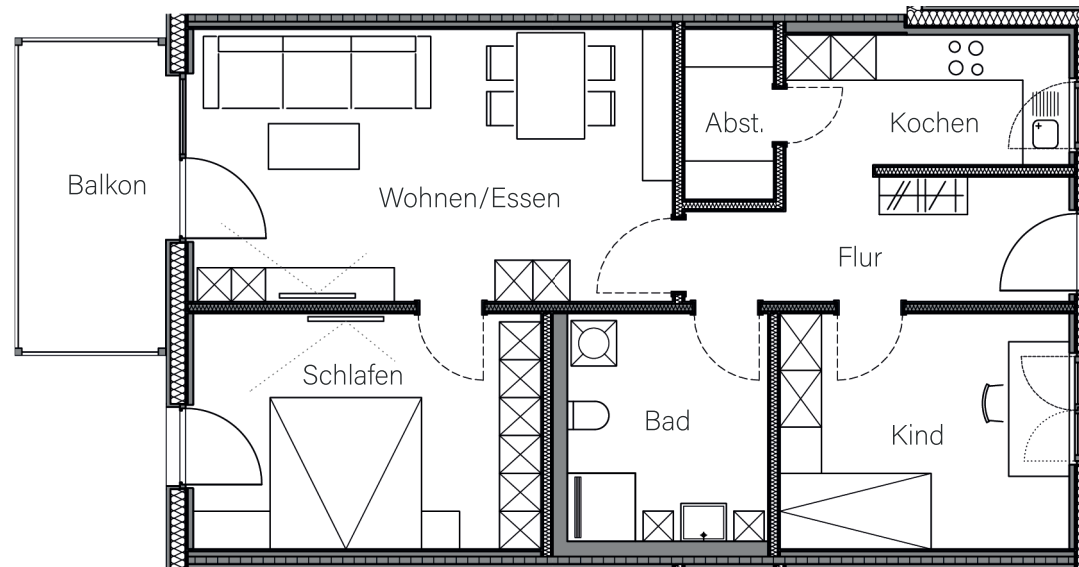 Abst.
Kochen
Balkon
Wohnen/Essen
Flur
Schlafen
Bad
Kind